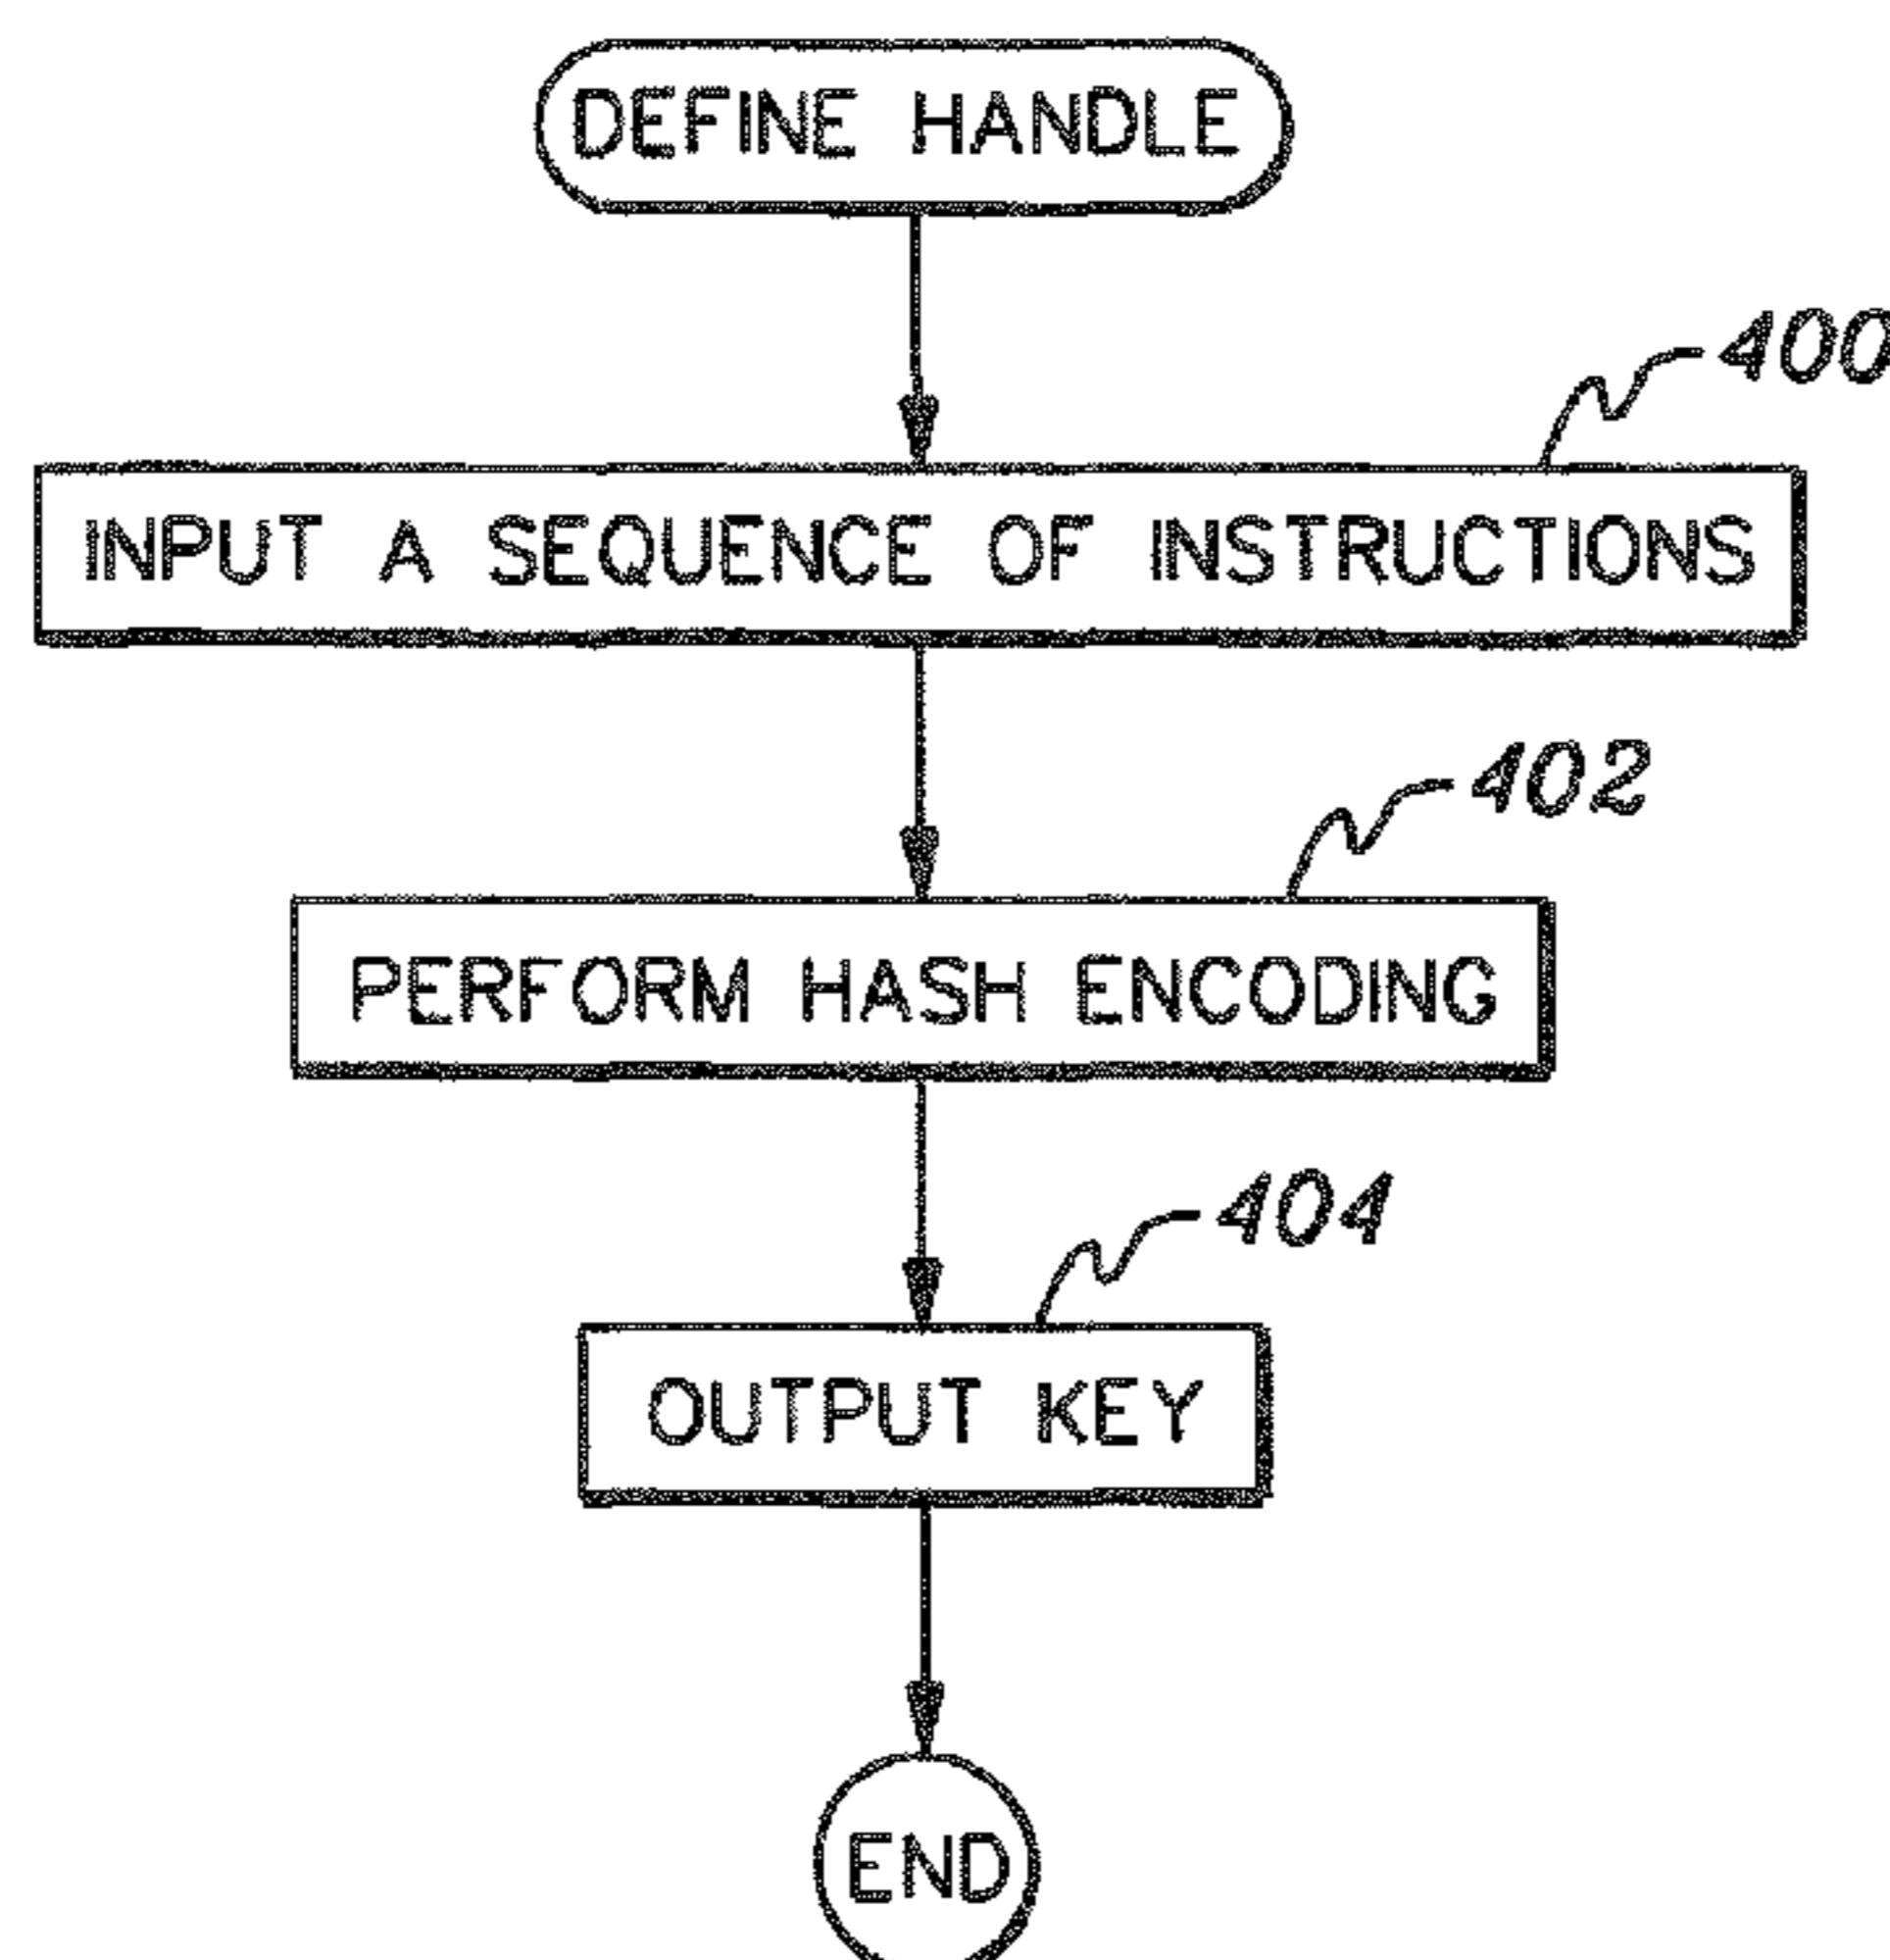 DEFINE HANDLE
400
INPUT A SEQUENCE OF INSTRUCTIONS
402
PERFORM HASH ENCODING
404
OUTPUT KEY
END